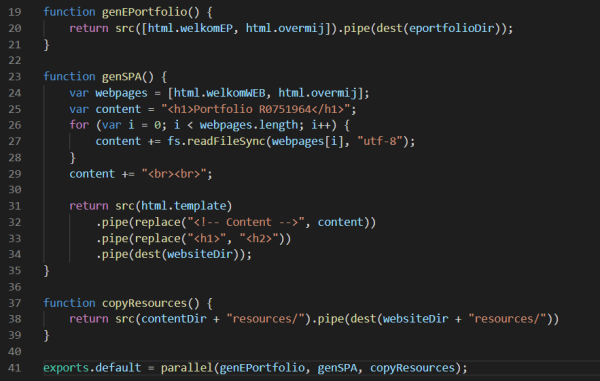 19 function genEPortfolio() {
20     return src([html.welkomEP, html.overmij]).pipe(dest(eportfolioDir));
21 }
22
23 function genSPA() {
24     var webpages = [html.welkomWEB, html.overmij];
25     var content = "<h1>Portfolio R0751964</h1>";
26     for (var i = 0; i < webpages.length; i++) {
27         content += fs.readFileSync(webpages[i], "utf-8");
28     }
29     content += "<br><br>";
30
31     return src(html.template)
32         .pipe(replace("<!-- Content -->", content))
33         .pipe(replace("<h1>", "<h2>"))
34         .pipe(dest(websiteDir));
35 }
36
37 function copyResources() {
38     return src(contentDir + "resources/").pipe(dest(websiteDir + "resources/"))
39 }
40
41 exports.default = parallel(genEPortfolio, genSPA, copyResources);